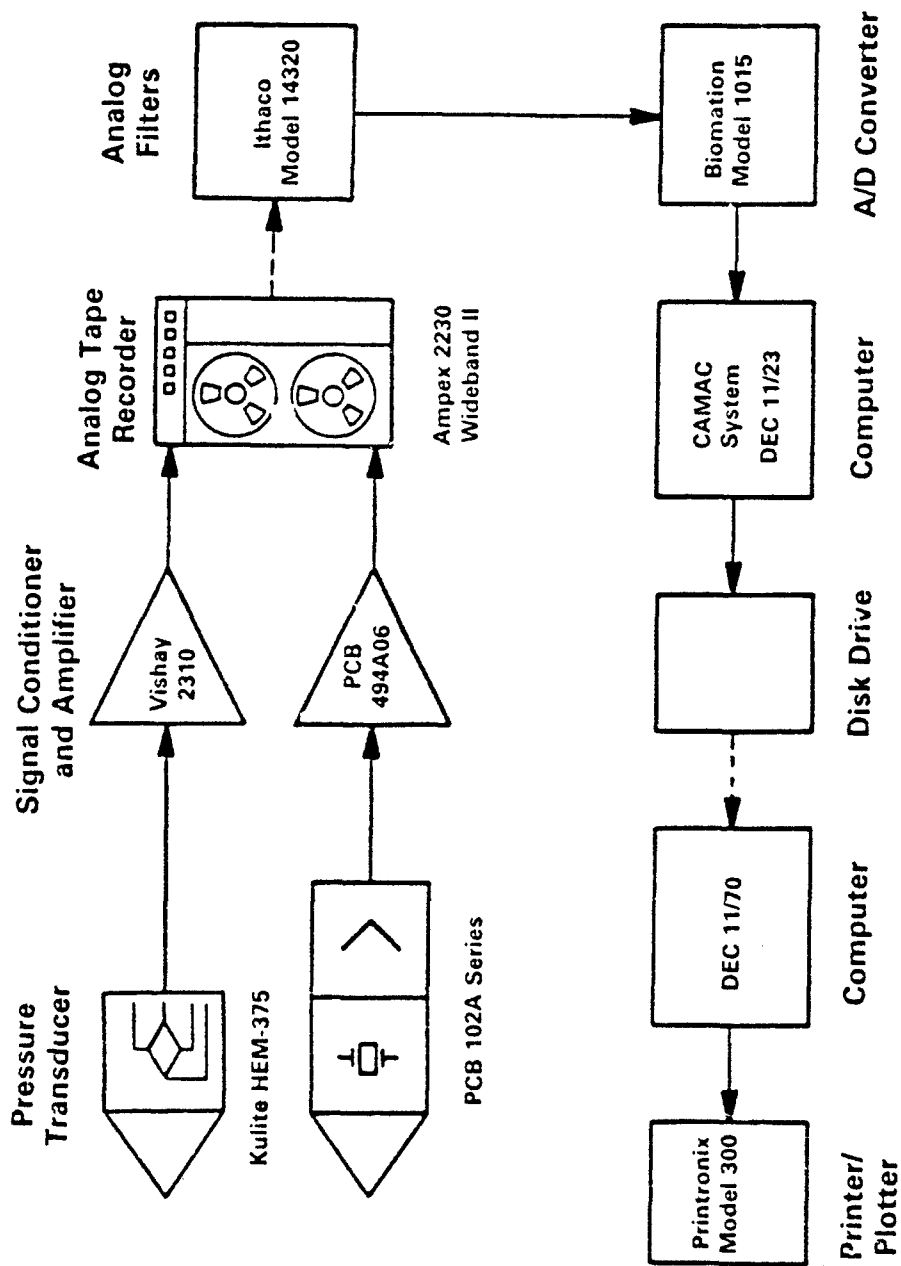 Pressure
Transducer
Kulite HEM-375
PCB 102A Series
Signal Conditioner
and Amplifier
Vishay
2310
PCB
494A06
Analog Tape
Recorder
Ampex 2230
Wideband II
Analog
Filters
Ithaco
Model 14320
Biomation
Model 1015
A/D Converter
CAMAC
System
DEC 11/23
Computer
Disk Drive
DEC 11/70
Computer
Printronix
Model 300
Printer/
Plotter